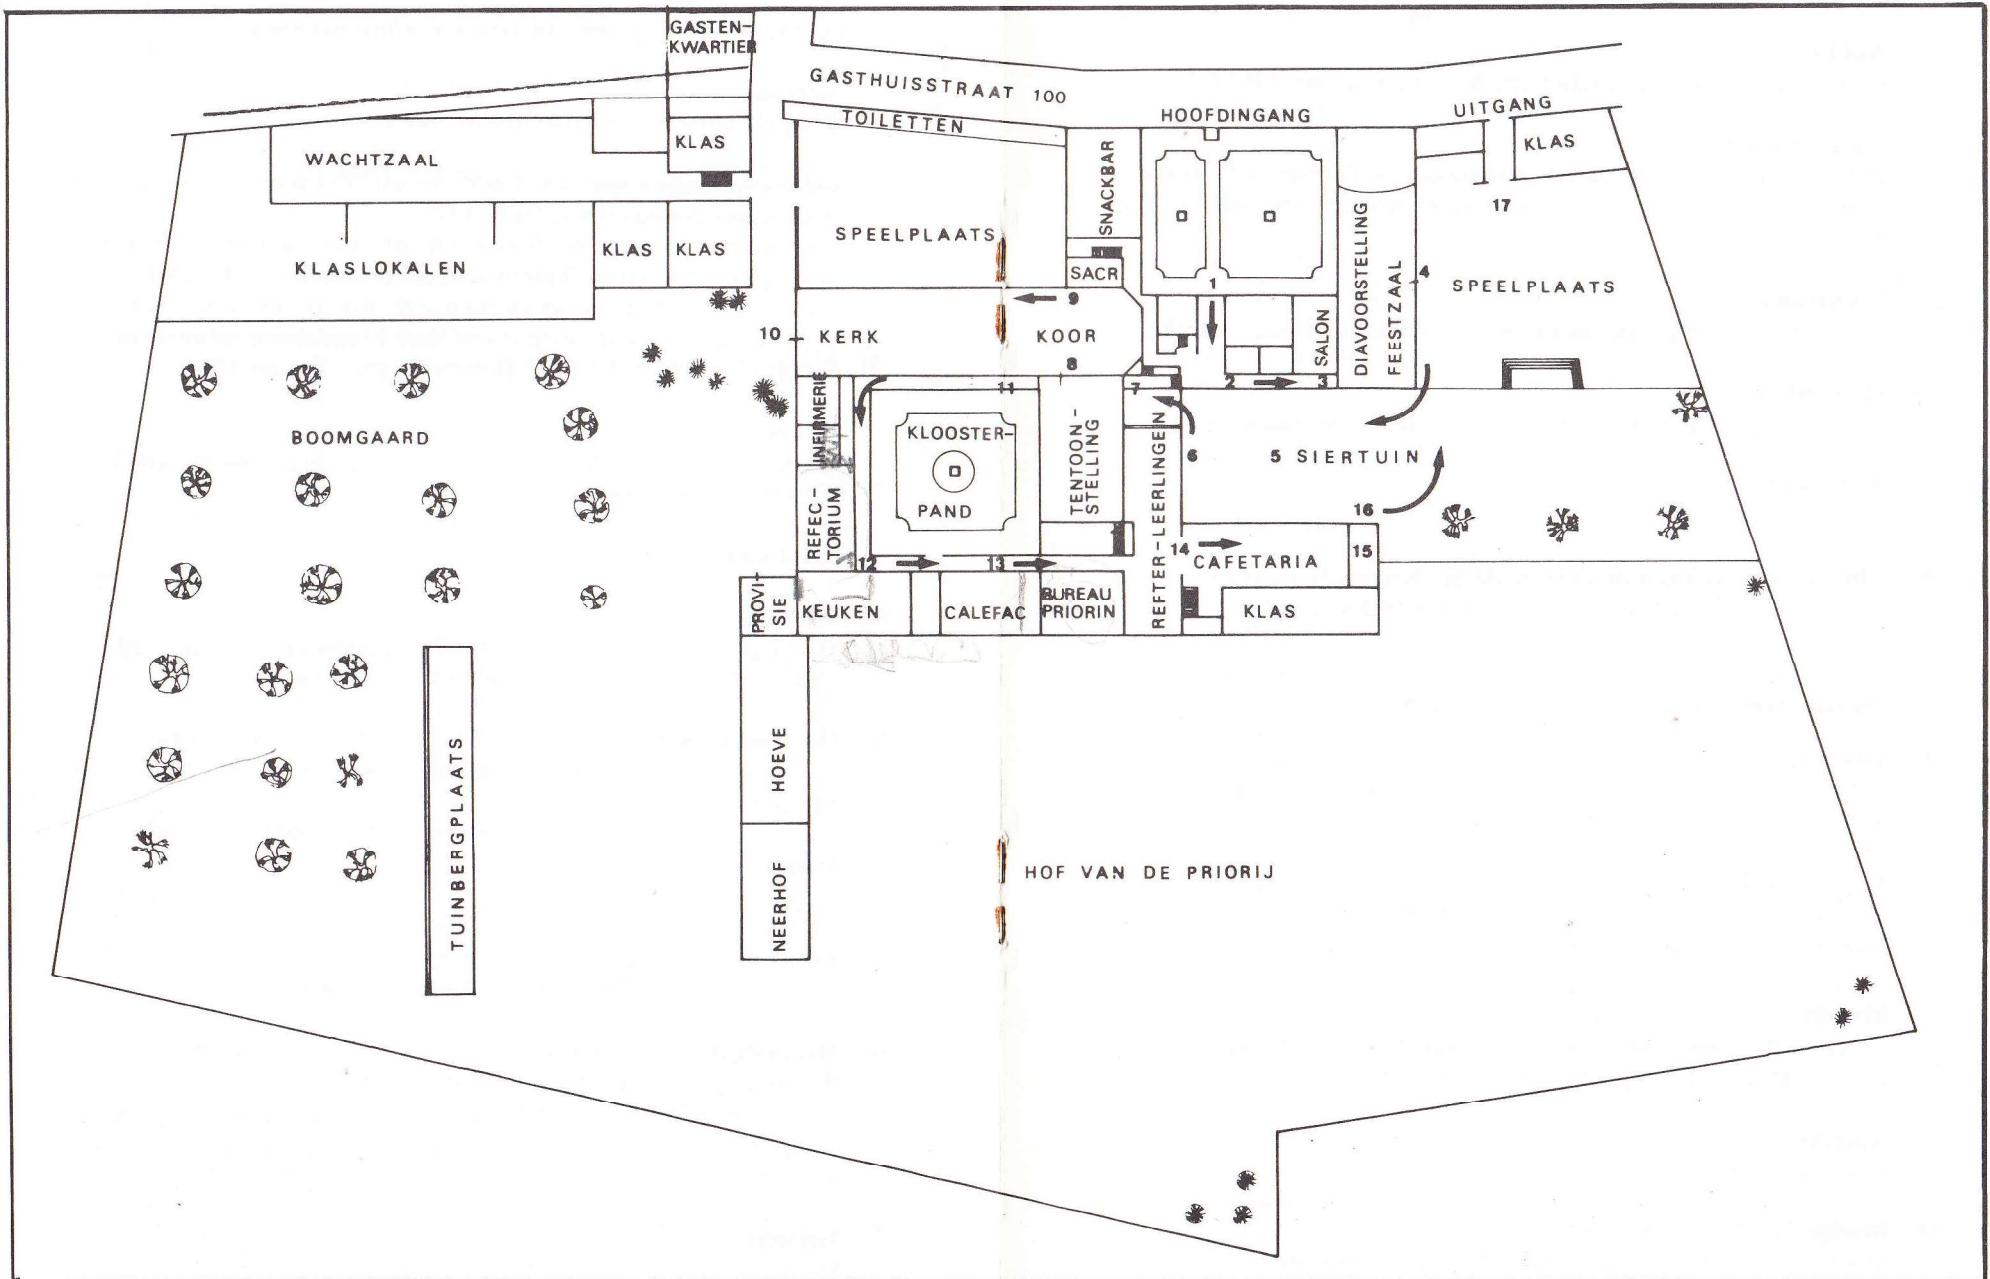 GASTEN-
KWARTIER
GASTHUISSTRAAT 100
TOILETTEN
HOOFDINGANG
UITGANG
KLAS
KLAS
WACHTZAAL
SNACKBAR
17
SPEELPLAATS
KLAS
KLAS
KLASLOKALEN
SACR
DIAVOORSTELLING
FEESTZAAL
4
SPEELPLAATS
1
9
10
KERK
KOOR
8
SALON
11
7
2
3
INFIRMERIE
BOOMGAARD
KLOOSTER-
PAND
TENTOON-
STELLING
REFTER-LEERLINGEN
6
5 SIERTUIN
16
REFEC-
TORIUM
12
13
14
CAFETARIA
15
PROVI-
SIE
KEUKEN
CALEFAC
BUREAU
PRIORIN
KLAS
HOEVE
TUINBERGPLAATS
NEERHOF
HOF VAN DE PRIORIJ